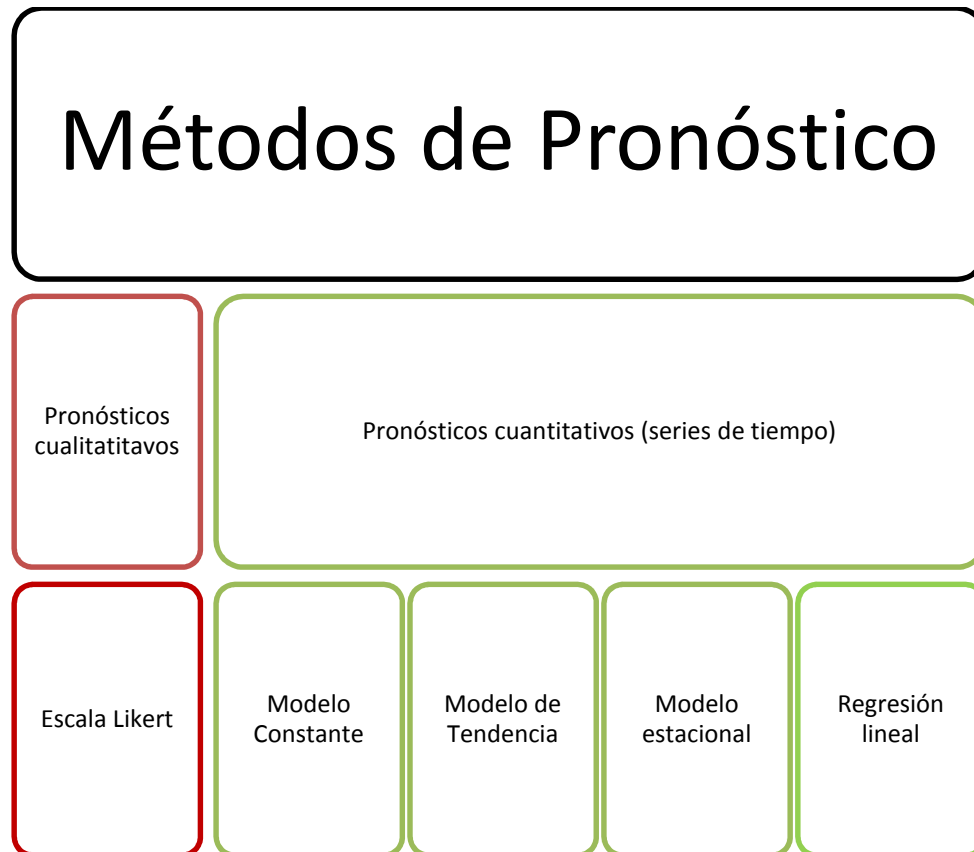 Métodos de Pronóstico
Pronósticos
cualitatitavos
Pronósticos cuantitativos (series de tiempo)
Escala Likert
Modelo
Constante
Modelo de
Tendencia
Modelo
estacional
Regresión
lineal